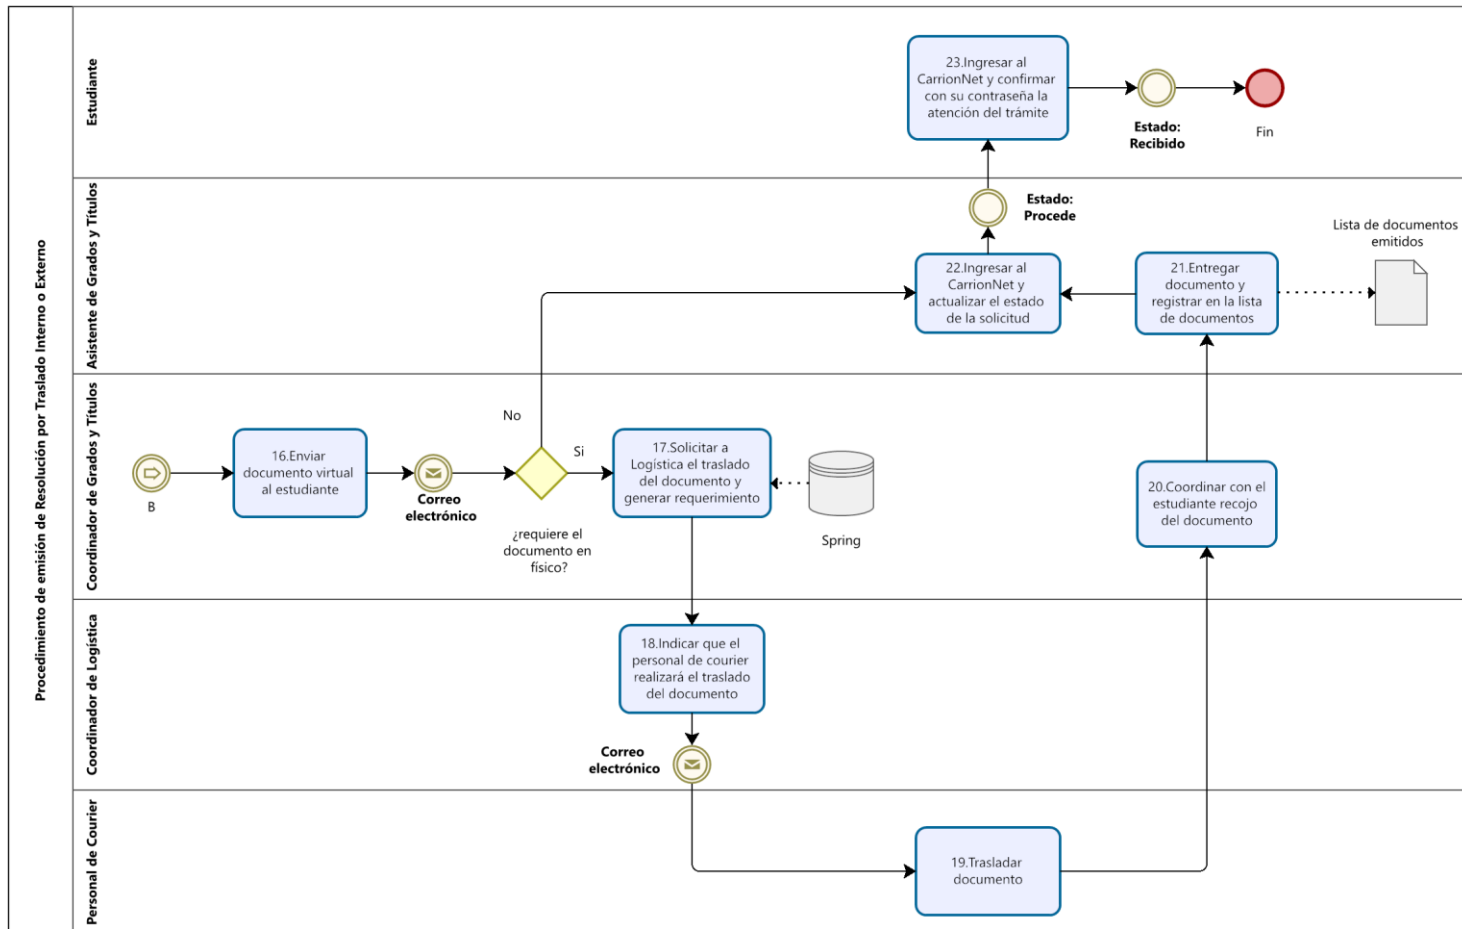 Procedimiento de emisión de Resolución por Traslado Interno o Externo
Estudiante
23.Ingresar al
CarrionNet y confirmar
con su contraseña la
atención del trámite
Estado:
Recibido
Fin
Asistente de Grados y Títulos
Estado:
Procede
22.Ingresar al
CarrionNet y
actualizar el estado
de la solicitud
21.Entregar
documento y
registrar en la lista
de documentos
Lista de documentos
emitidos
Coordinador de Grados y Títulos
B
16.Enviar
documento virtual
al estudiante
Correo
electrónico
No
Si
¿requiere el
documento en
físico?
17.Solicitar a
Logística el traslado
del documento y
generar requerimiento
Spring
20.Coordinar con el
estudiante recojo
del documento
Coordinador de Logística
18.Indicar que el
personal de courier
realizará el traslado
del documento
Correo
electrónico
Personal de Courier
19.Trasladar
documento